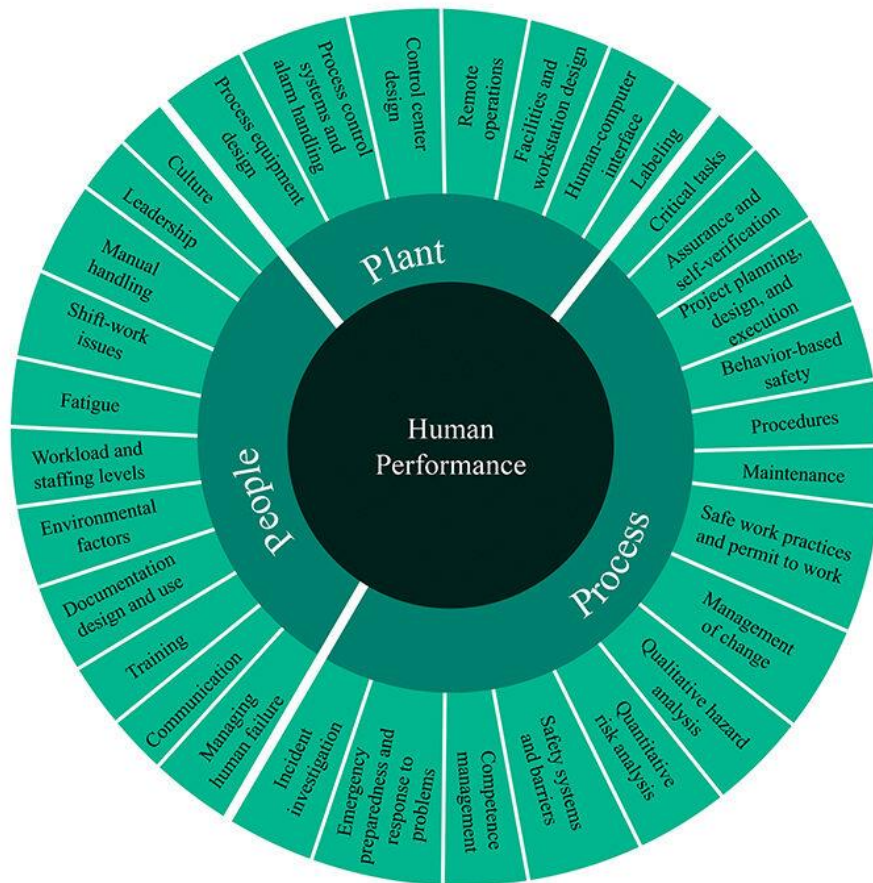 Human
Performance
Plant
Process equipment
design
Process control
systems and
alarm handling
Control center
design
Remote
operations
Facilities and
workstation design
Human-computer
interface
Labeling
Process
Critical tasks
Assurance and
self-verification
Project planning,
design, and
execution
Behavior-based
safety
Procedures
Maintenance
Safe work practices
and permit to work
Management
of change
Qualitative hazard
analysis
Quantitative
risk analysis
Safety systems
and barriers
Competence
management
Emergency
preparedness and
response to
problems
Incident
investigation
People
Managing
human failure
Communication
Training
Documentation
design and use
Environmental
factors
Workload and
staffing levels
Fatigue
Shift-work
issues
Manual
handling
Leadership
Culture